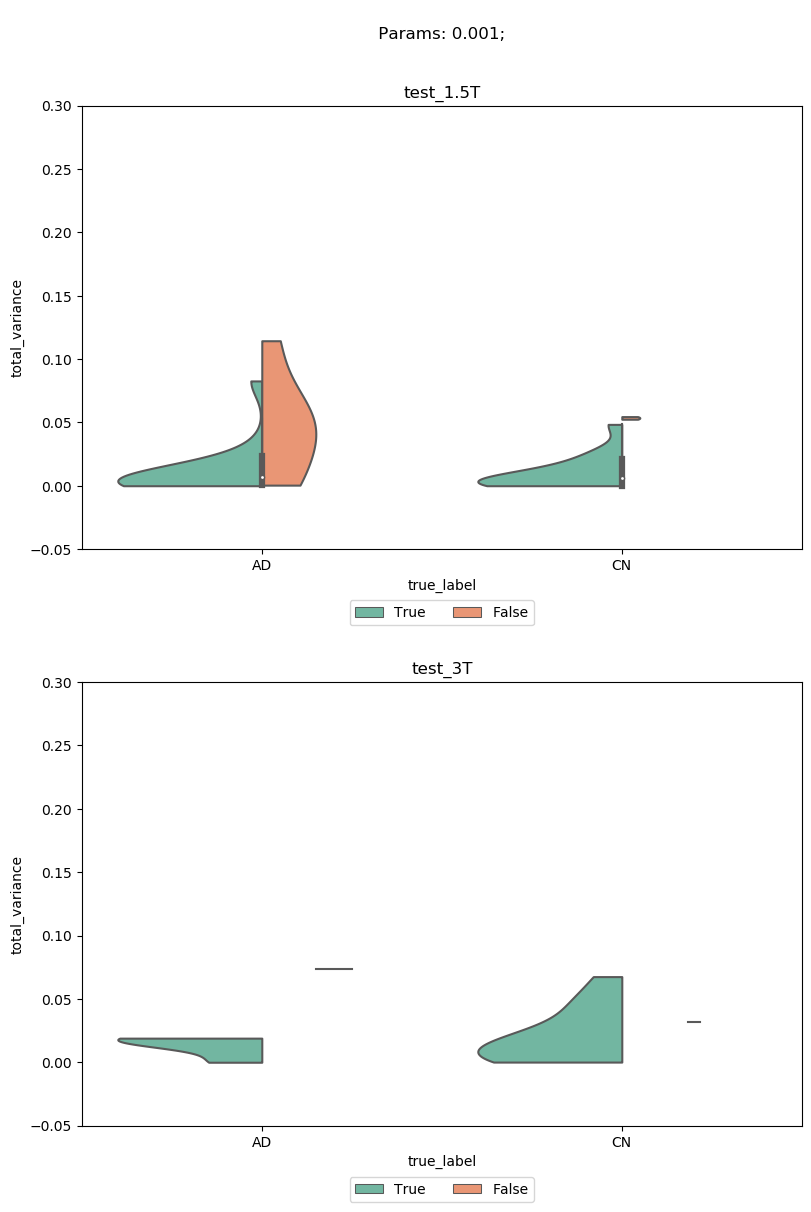 Params: 0.001;
test_1.5T
0.30
0.25
0.20
0.15
0.10
0.05
0.00
−0.05
total_variance
AD CN
true_label
True False
test_3T
0.30
0.25
0.20
0.15
0.10
0.05
0.00
−0.05
total_variance
AD CN
true_label
True False